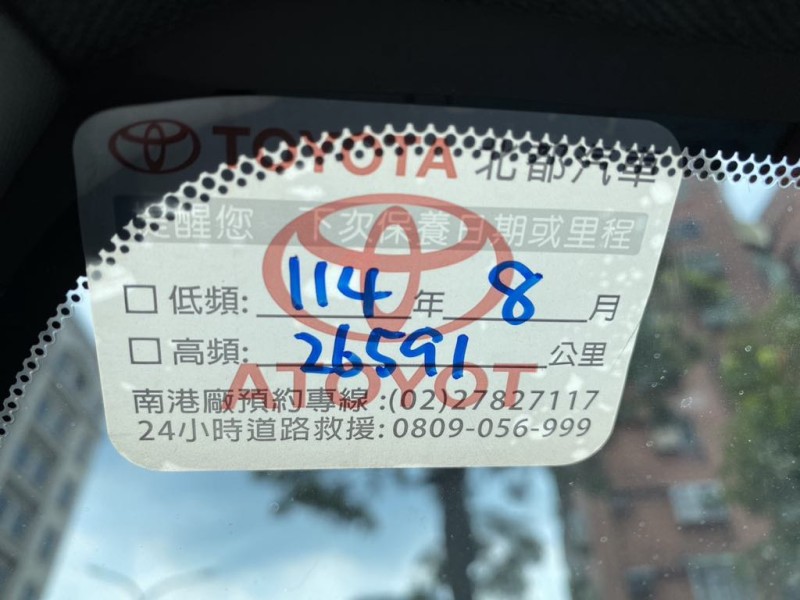 TOYOTA 北都汽車
提醒您 下次保養日期或里程
低頻: 114 年 8 月
高頻: 26591 公里
ATOYOT
南港廠預約專線:(02)27827117
24小時道路救援: 0809-056-999